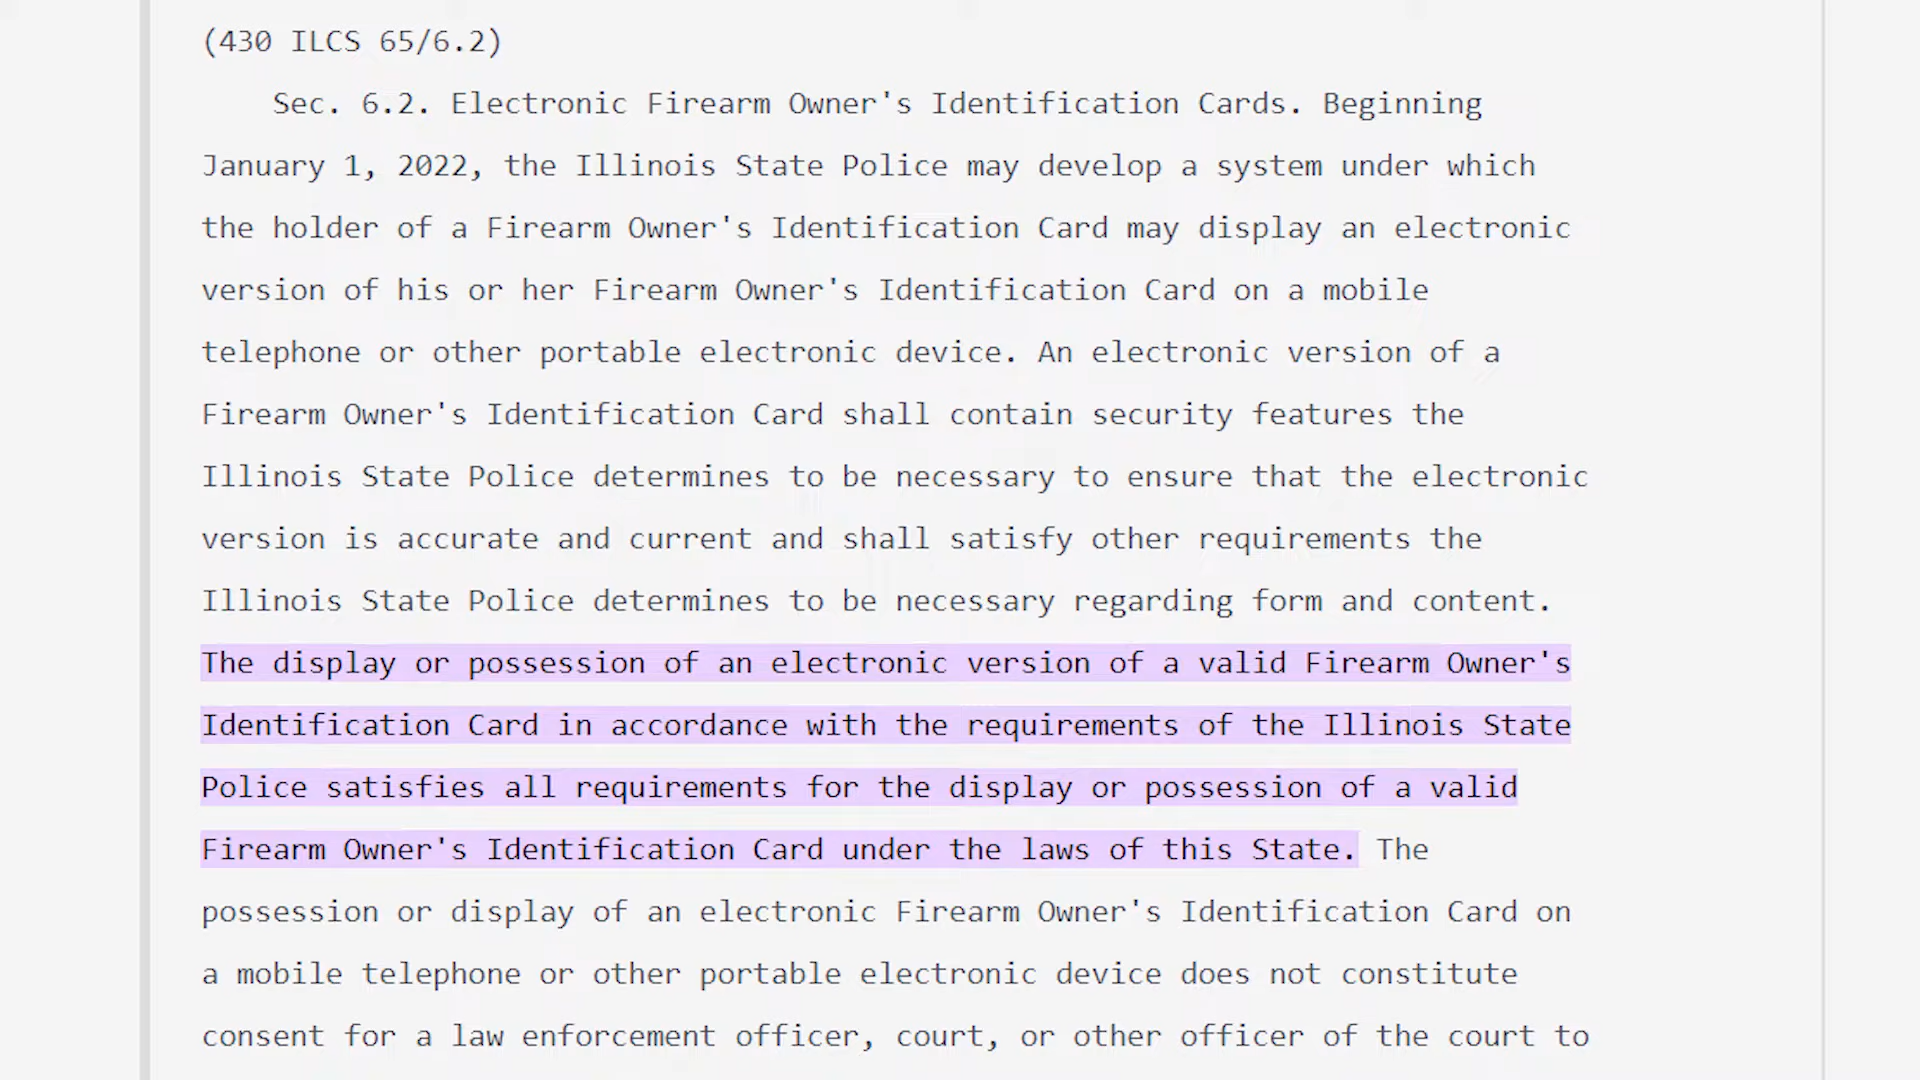 (430 ILCS 65/6.2)
Sec. 6.2. Electronic Firearm Owner's Identification Cards. Beginning
January 1, 2022, the Illinois State Police may develop a system under which
the holder of a Firearm Owner's Identification Card may display an electronic
version of his or her Firearm Owner's Identification Card on a mobile
telephone or other portable electronic device. An electronic version of a
Firearm Owner's Identification Card shall contain security features the
Illinois State Police determines to be necessary to ensure that the electronic
version is accurate and current and shall satisfy other requirements the
Illinois State Police determines to be necessary regarding form and content.
The display or possession of an electronic version of a valid Firearm Owner's
Identification Card in accordance with the requirements of the Illinois State
Police satisfies all requirements for the display or possession of a valid
Firearm Owner's Identification Card under the laws of this State. The
possession or display of an electronic Firearm Owner's Identification Card on
a mobile telephone or other portable electronic device does not constitute
consent for a law enforcement officer, court, or other officer of the court to